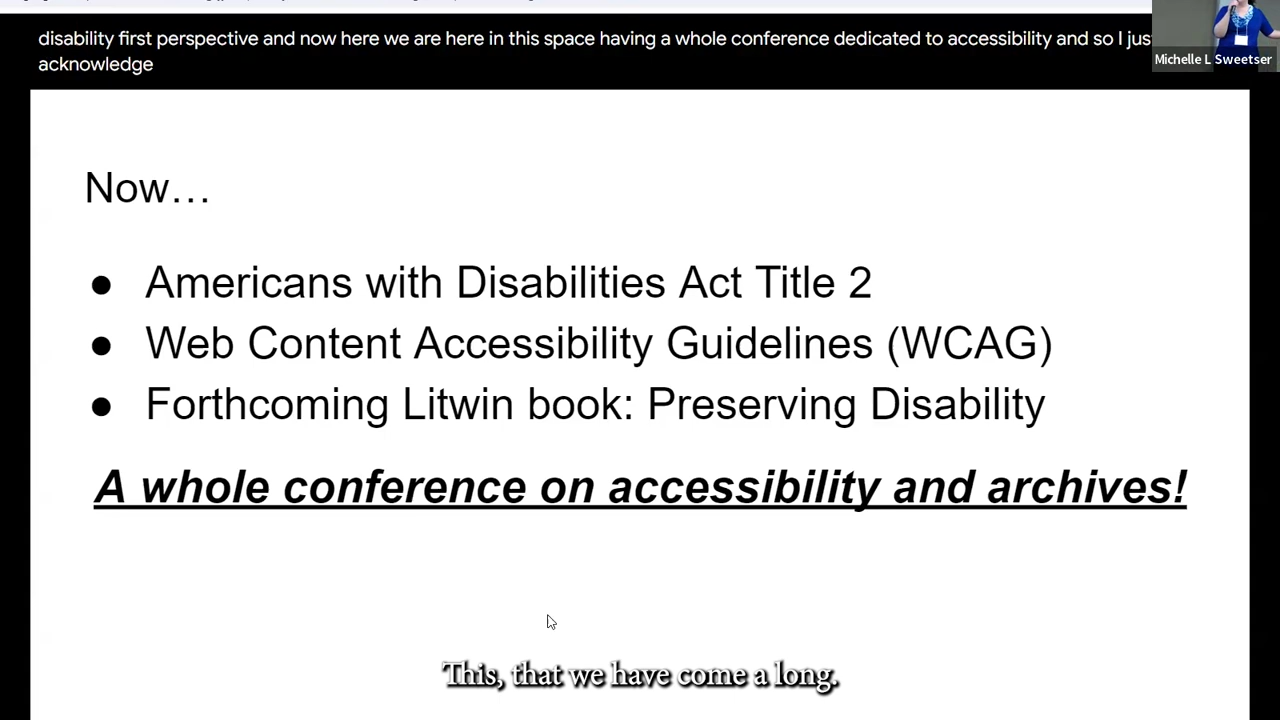 disability first perspective and now here we are here in this space having a whole conference dedicated to accessibility and so I jus
acknowledge
Michelle L Sweetser
Now…
● Americans with Disabilities Act Title 2
● Web Content Accessibility Guidelines (WCAG)
● Forthcoming Litwin book: Preserving Disability
A whole conference on accessibility and archives!
This, that we have come a long.